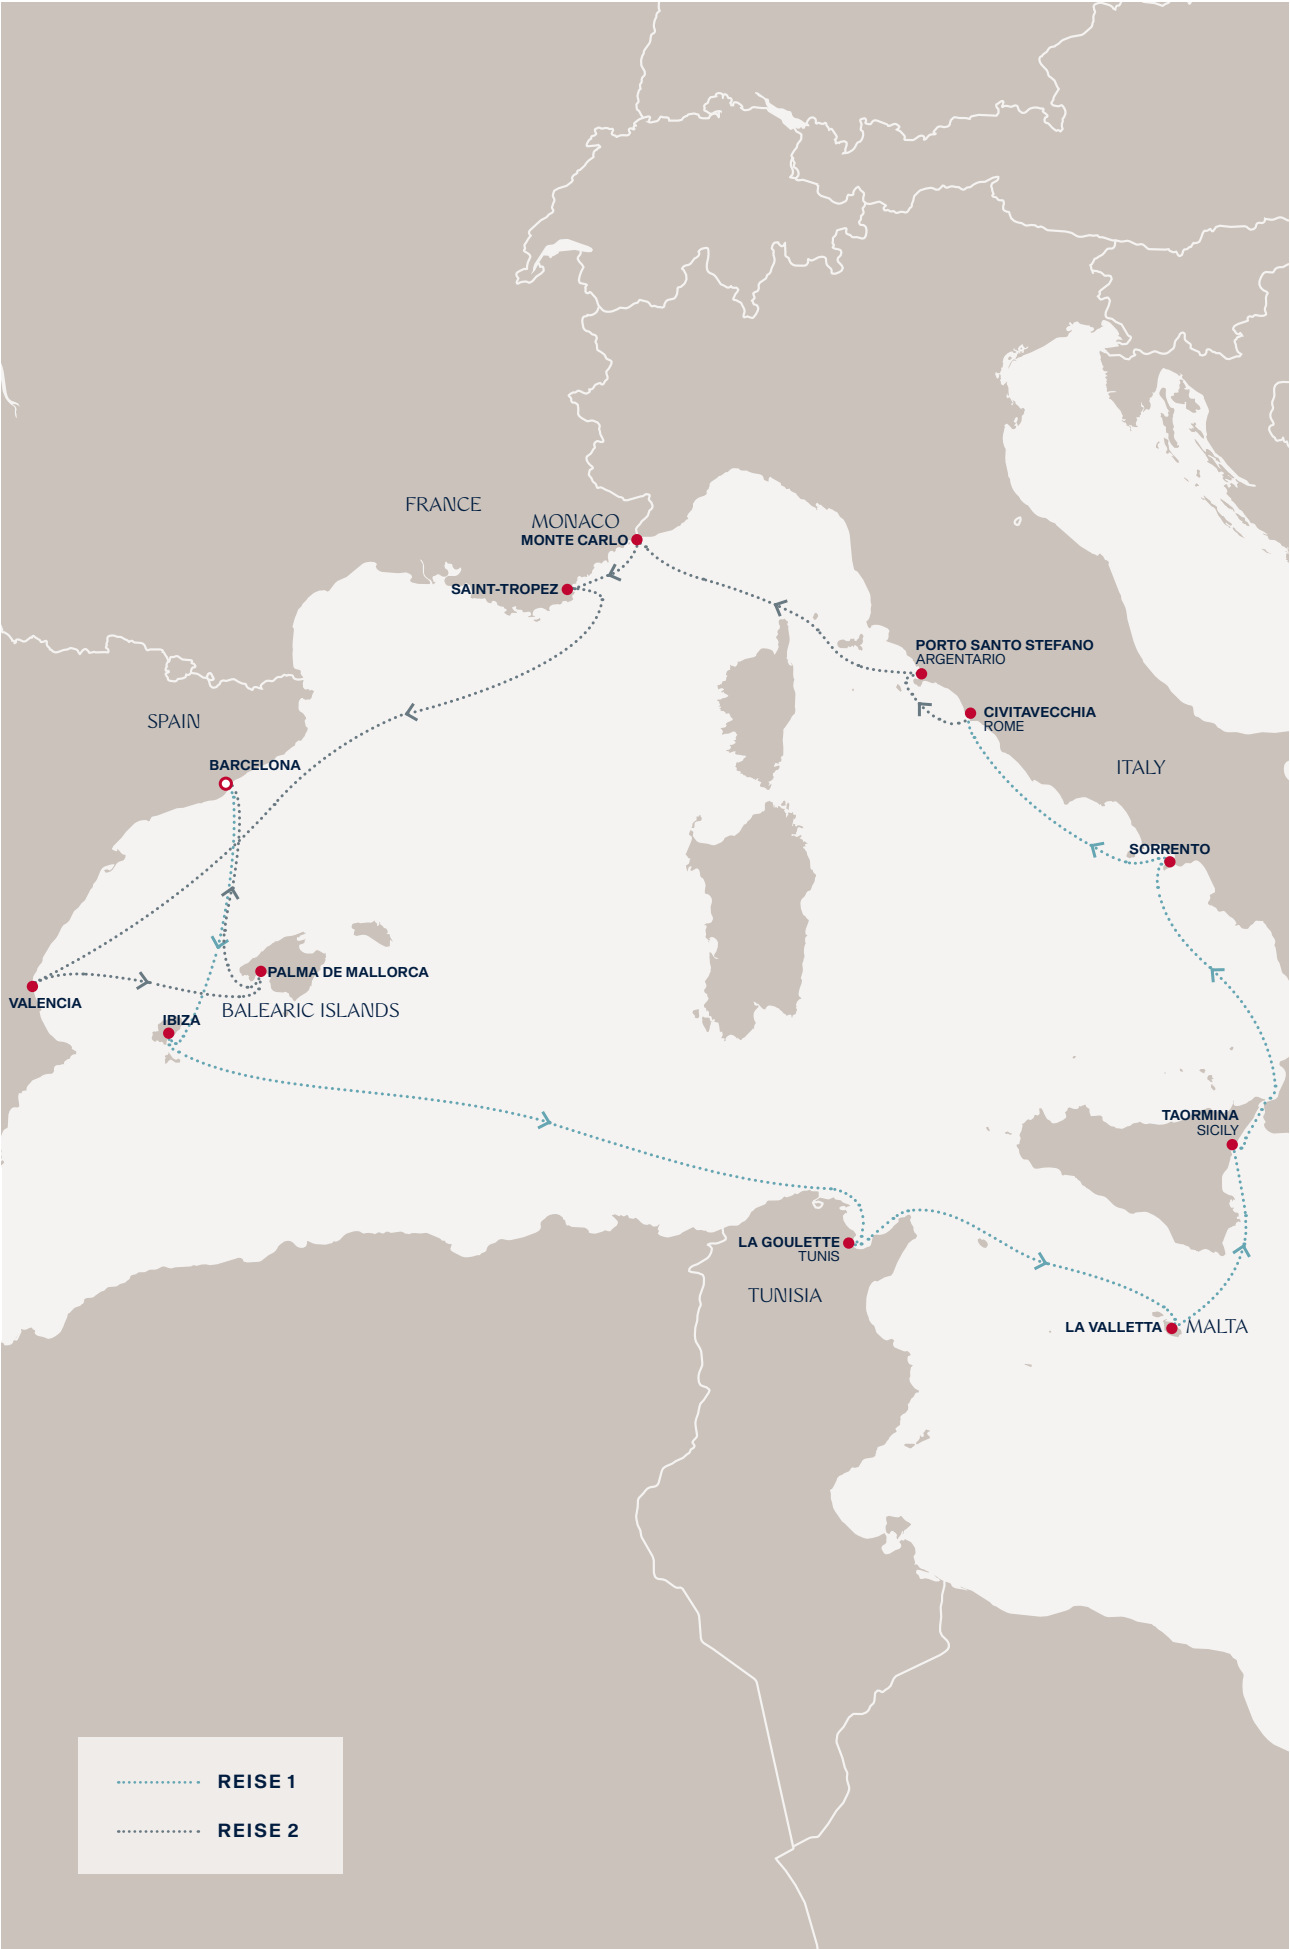 FRANCE
MONACO
MONTE CARLO
SAINT-TROPEZ
PORTO SANTO STEFANO
ARGENTARIO
CIVITAVECCHIA
ROME
SPAIN
BARCELONA
ITALY
SORRENTO
PALMA DE MALLORCA
VALENCIA
BALEARIC ISLANDS
IBIZA
TAORMINA
SICILY
LA GOULETTE
TUNIS
TUNISIA
LA VALLETTA
MALTA
REISE 1
REISE 2